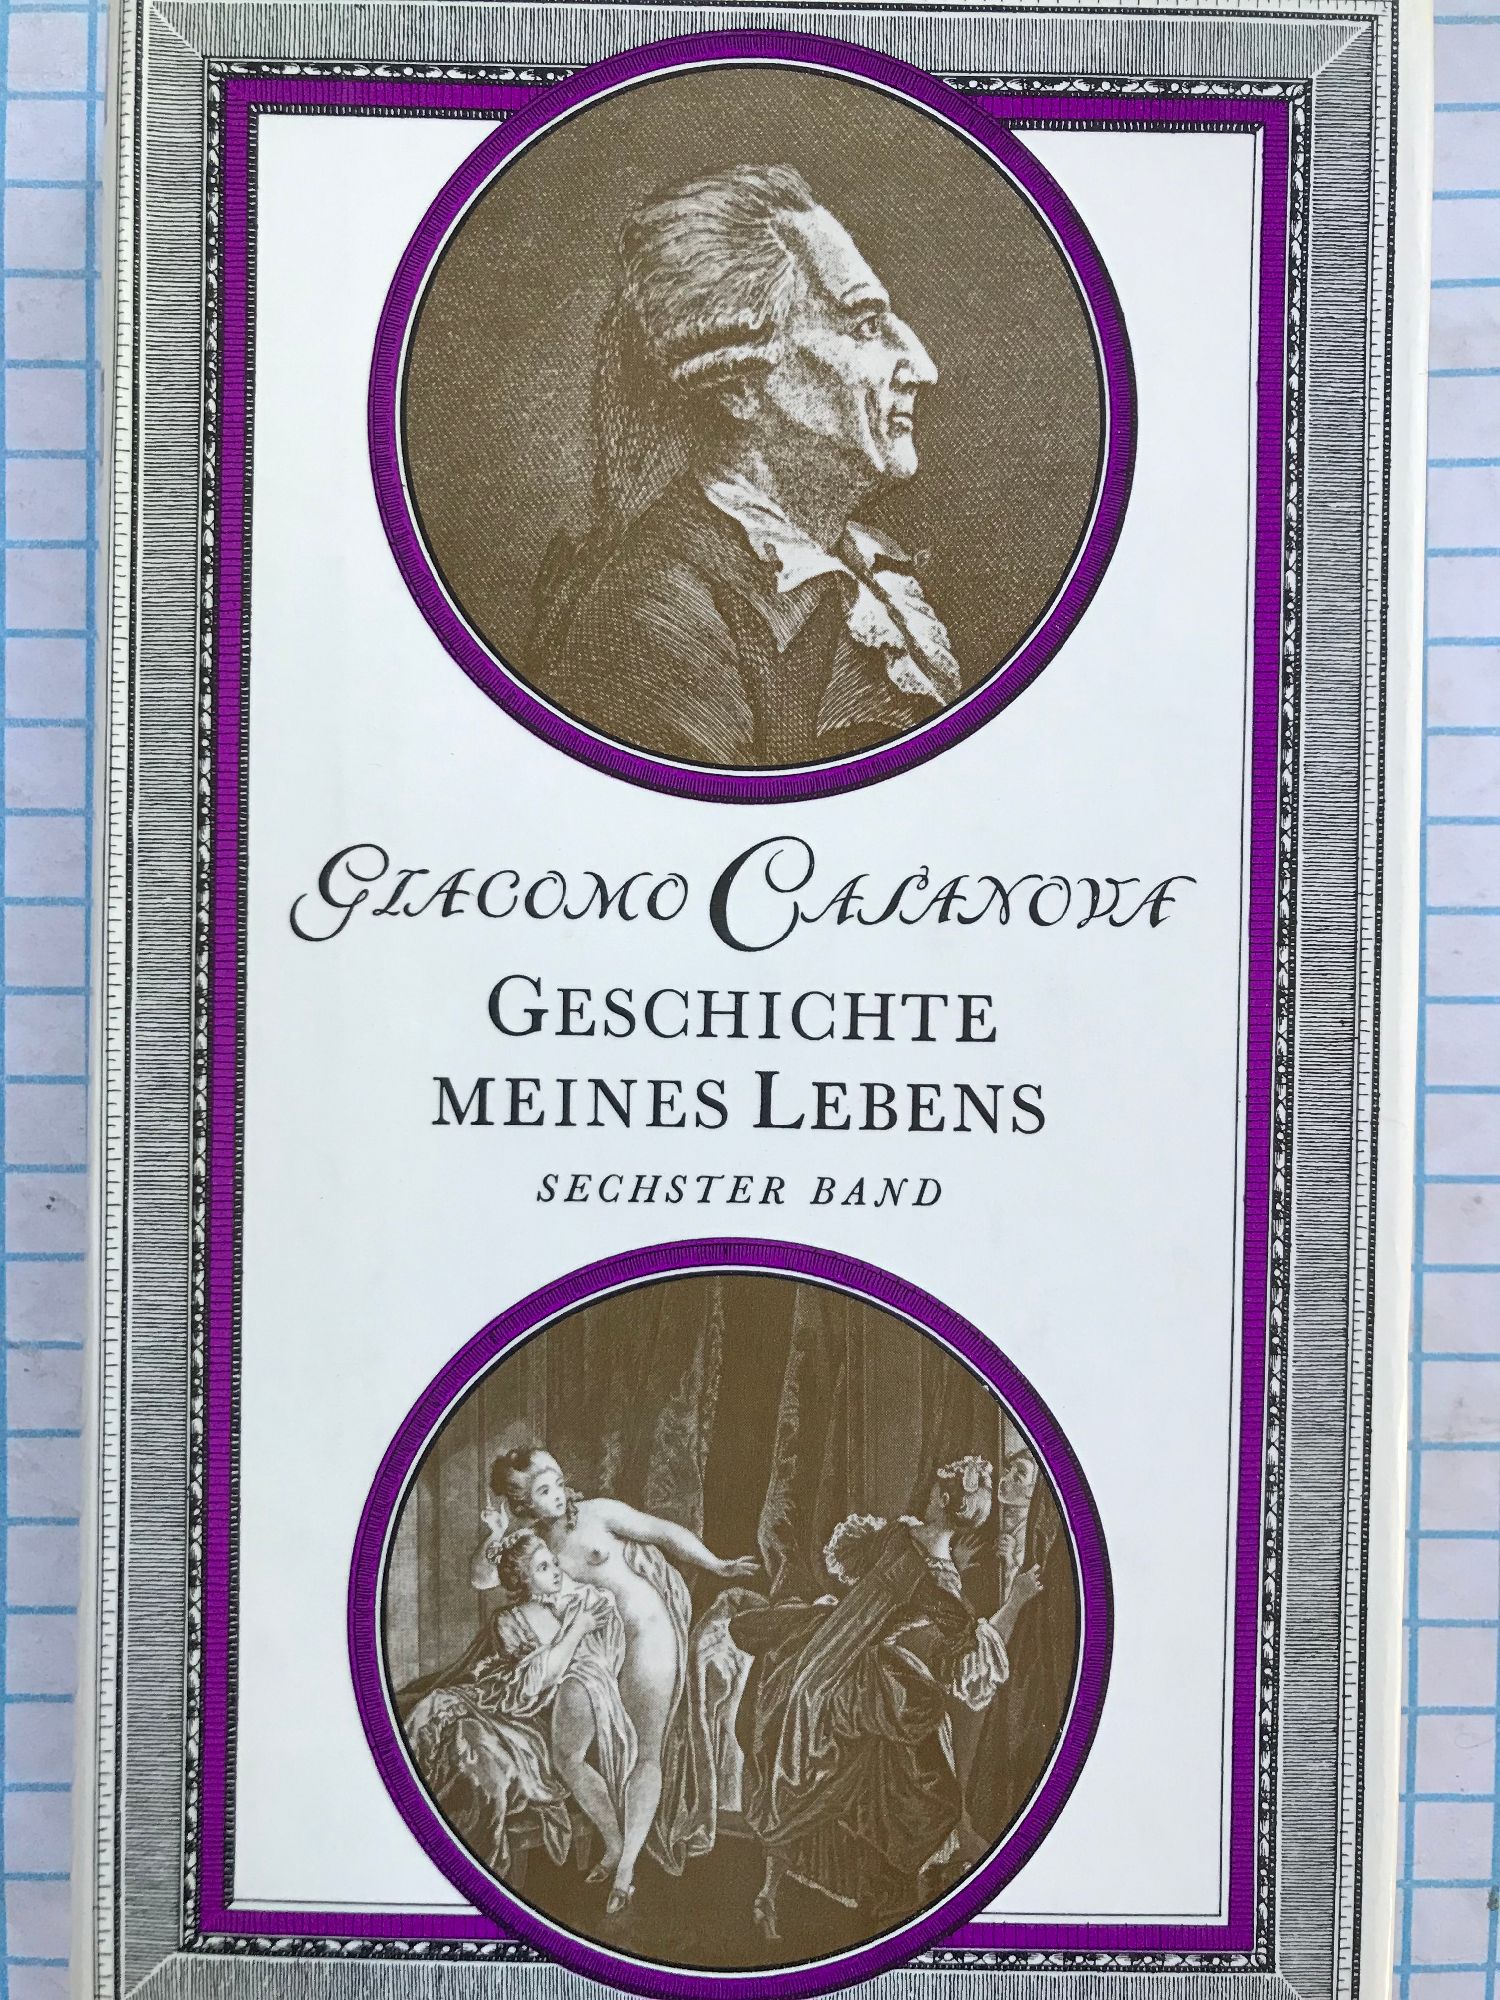 GIACOMO CASANOVA
GESCHICHTE
MEINES LEBENS
SECHSTER BAND